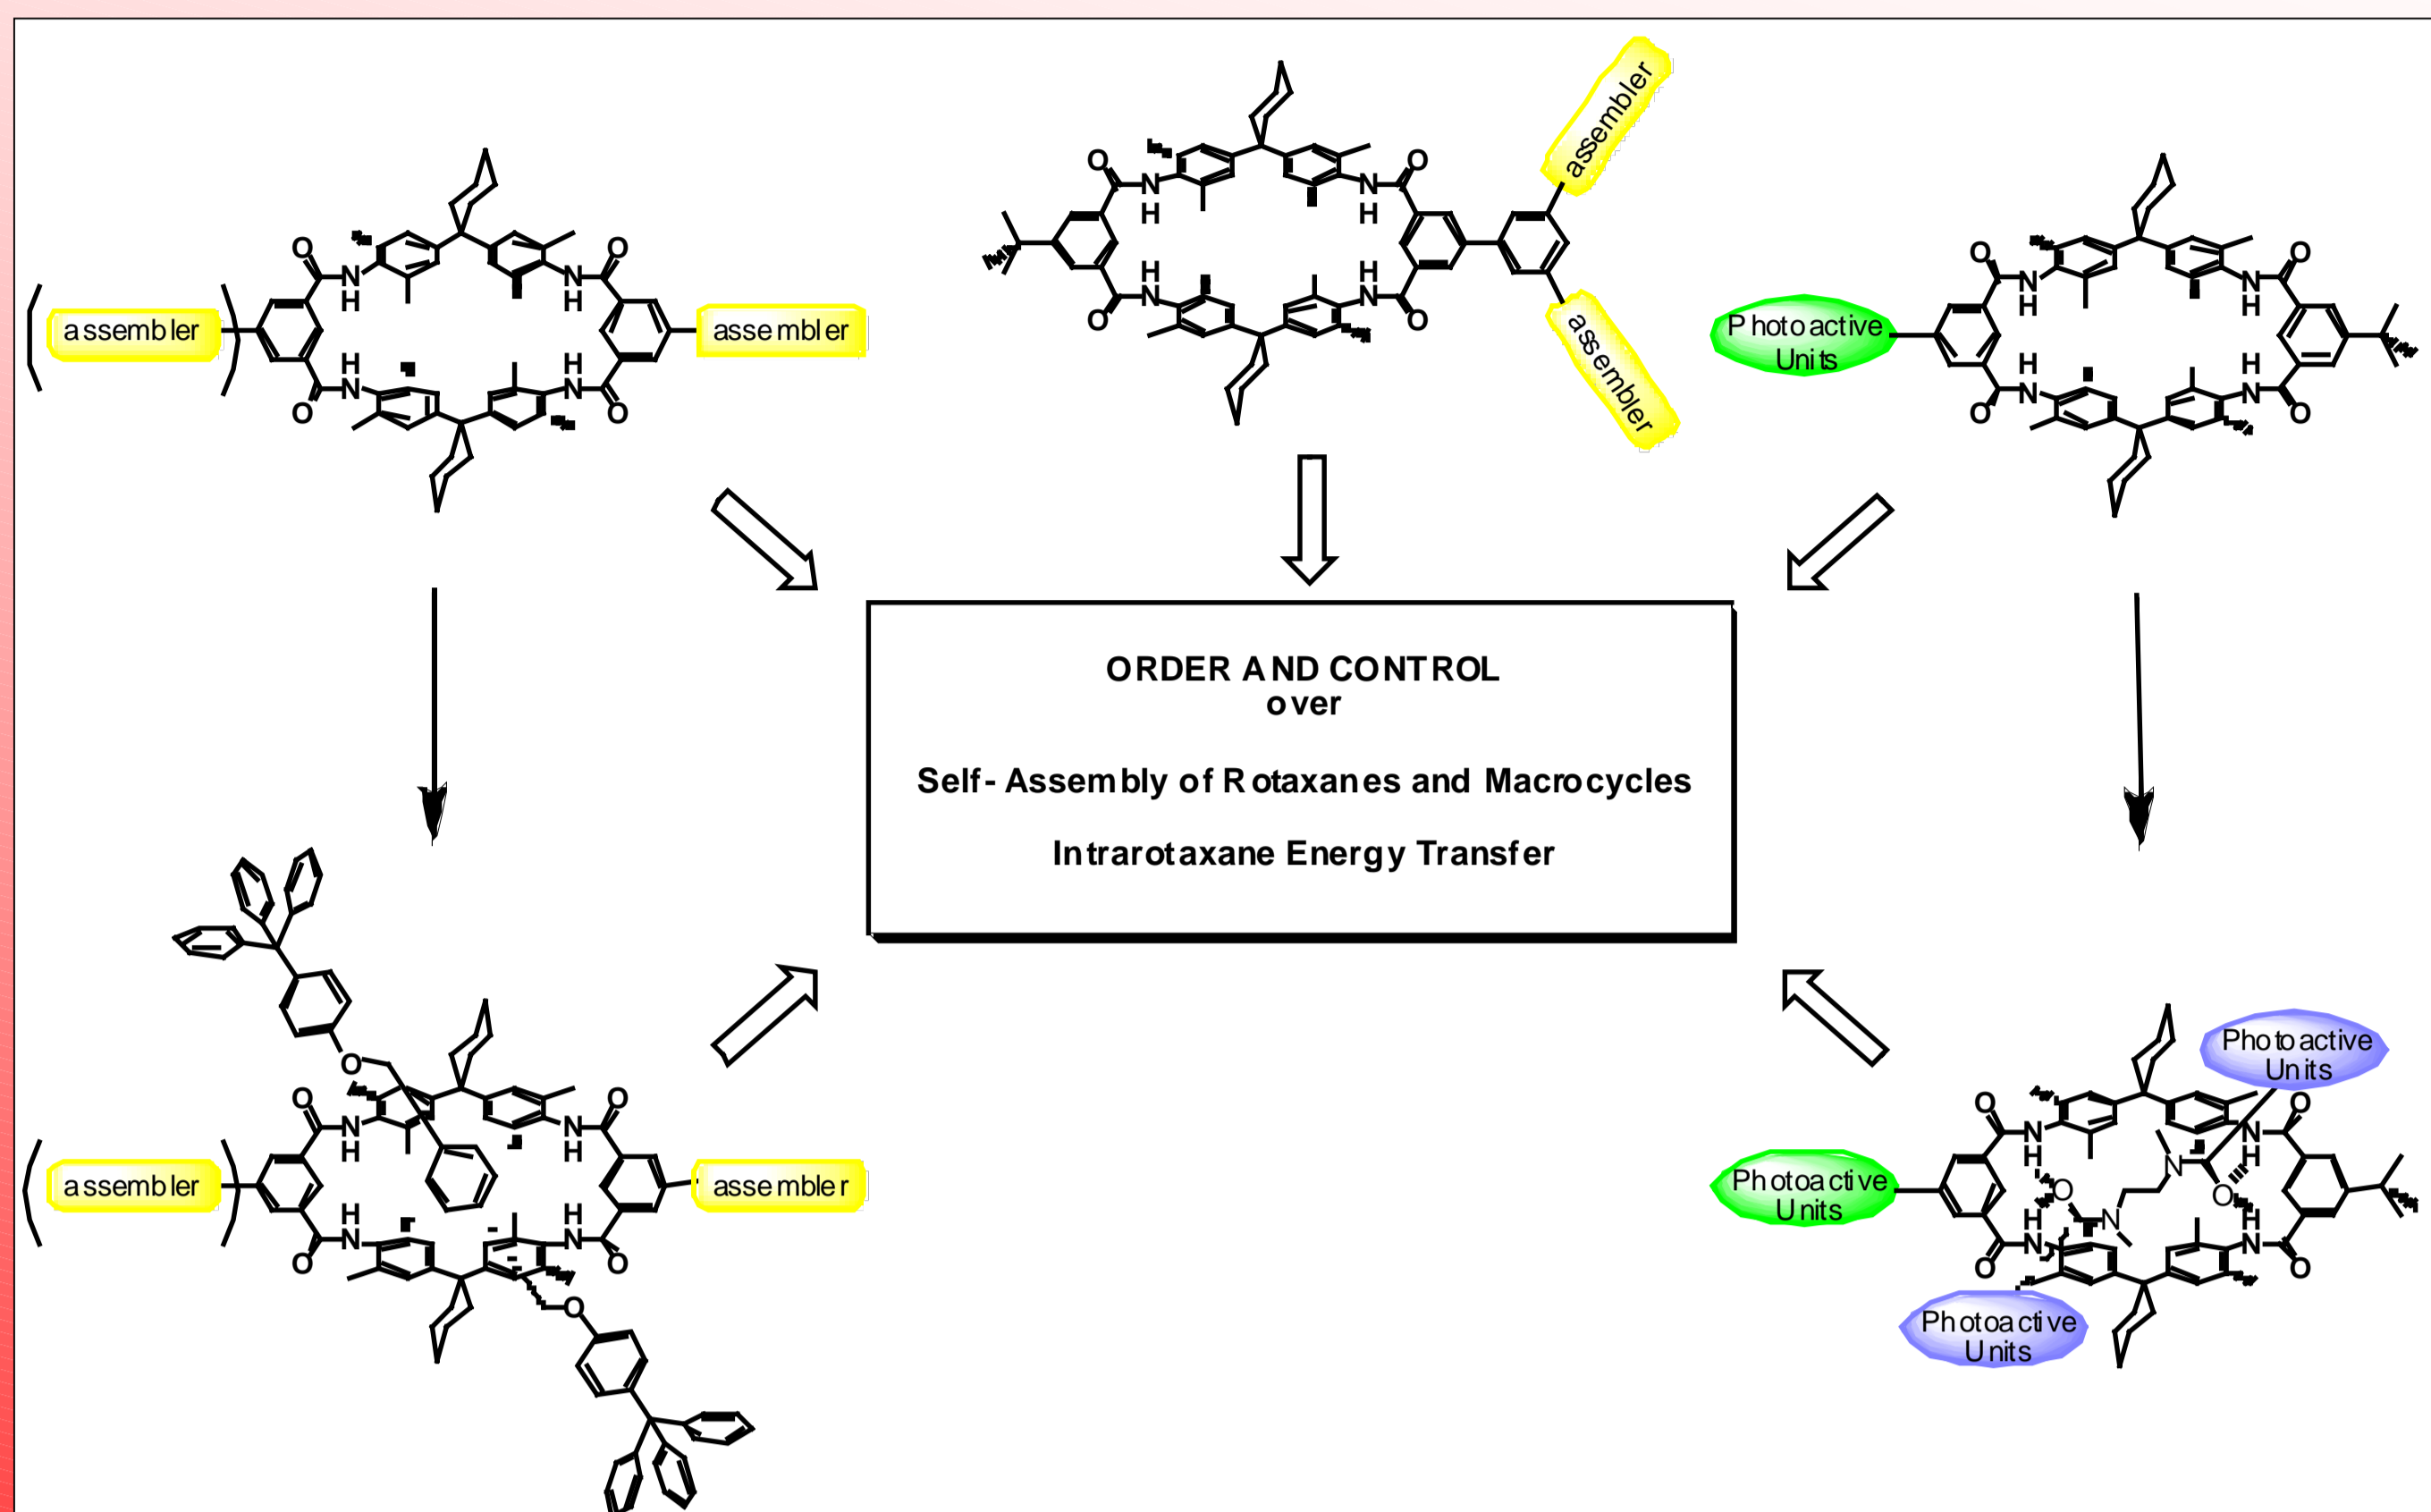 assembler
assembler
O
O
N
H
N
H
H
N
H
N
O
O
assembler
assembler
O
O
N
H
N
H
H
N
H
N
O
O
Photoactive
Units
O
O
N
H
N
H
H
N
H
N
O
O
ORDER AND CONTROL
over
Self- Assembly of Rotaxanes and Macrocycles
Intrarotaxane Energy Transfer
O
O
O
N
H
N
H
assembler
assembler
H
N
H
N
O
O
O
Photoactive
Units
O
O
N
H
N
H
N
Photoactive
Units
O
O
N
H
N
H
N
O
O
Photoactive
Units